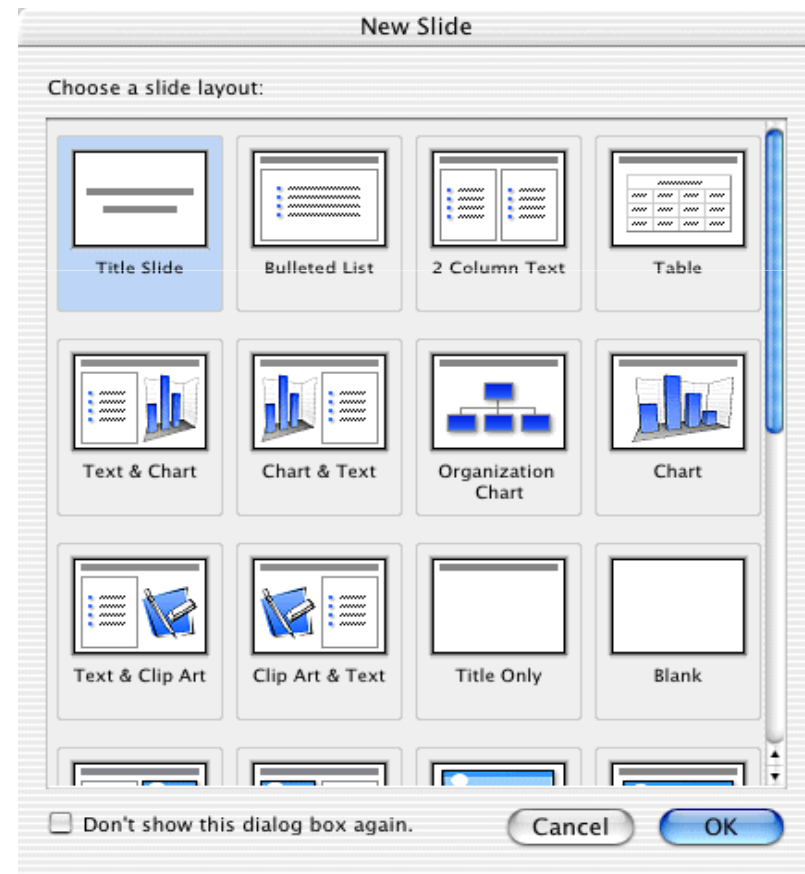 New Slide
Choose a slide layout:
Title Slide
Bulleted List
2 Column Text
Table
Text & Chart
Chart & Text
Organization
Chart
Chart
Text & Clip Art
Clip Art & Text
Title Only
Blank
Don't show this dialog box again.
Cancel
OK